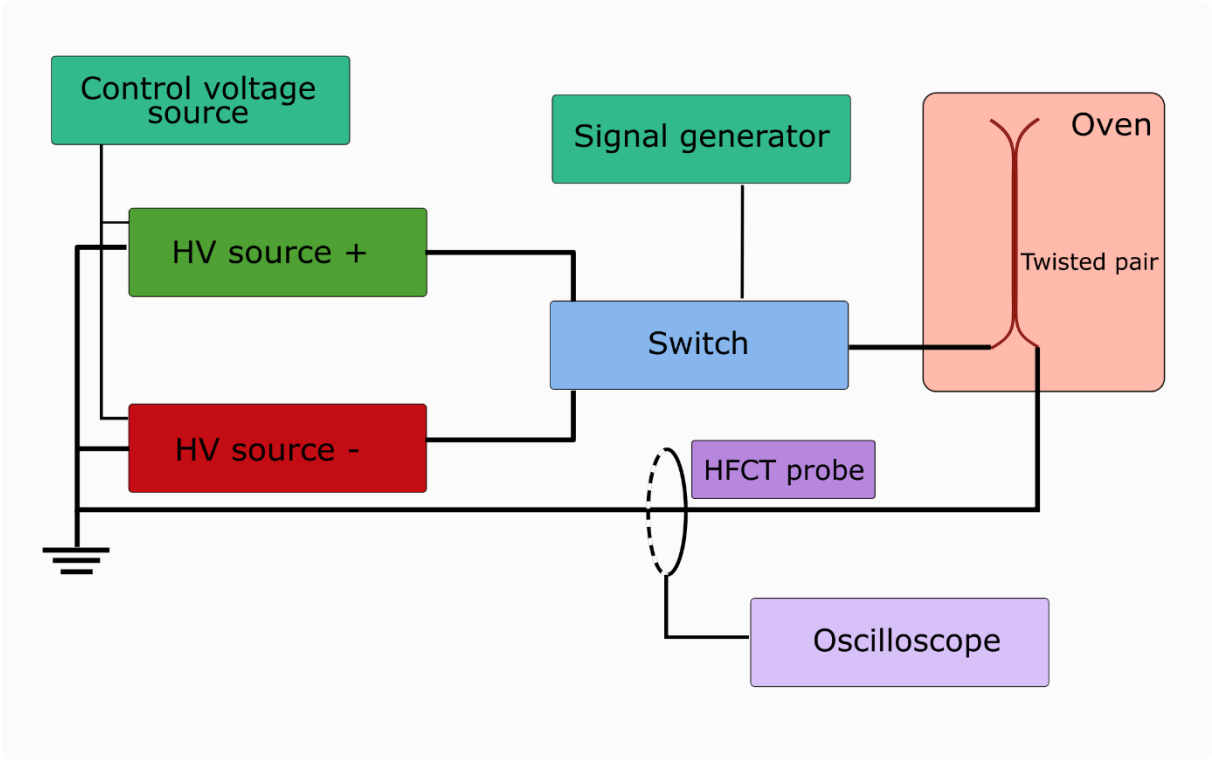 Control voltage
source
Signal generator
Oven
HV source +
Twisted pair
Switch
HV source -
HFCT probe
Oscilloscope